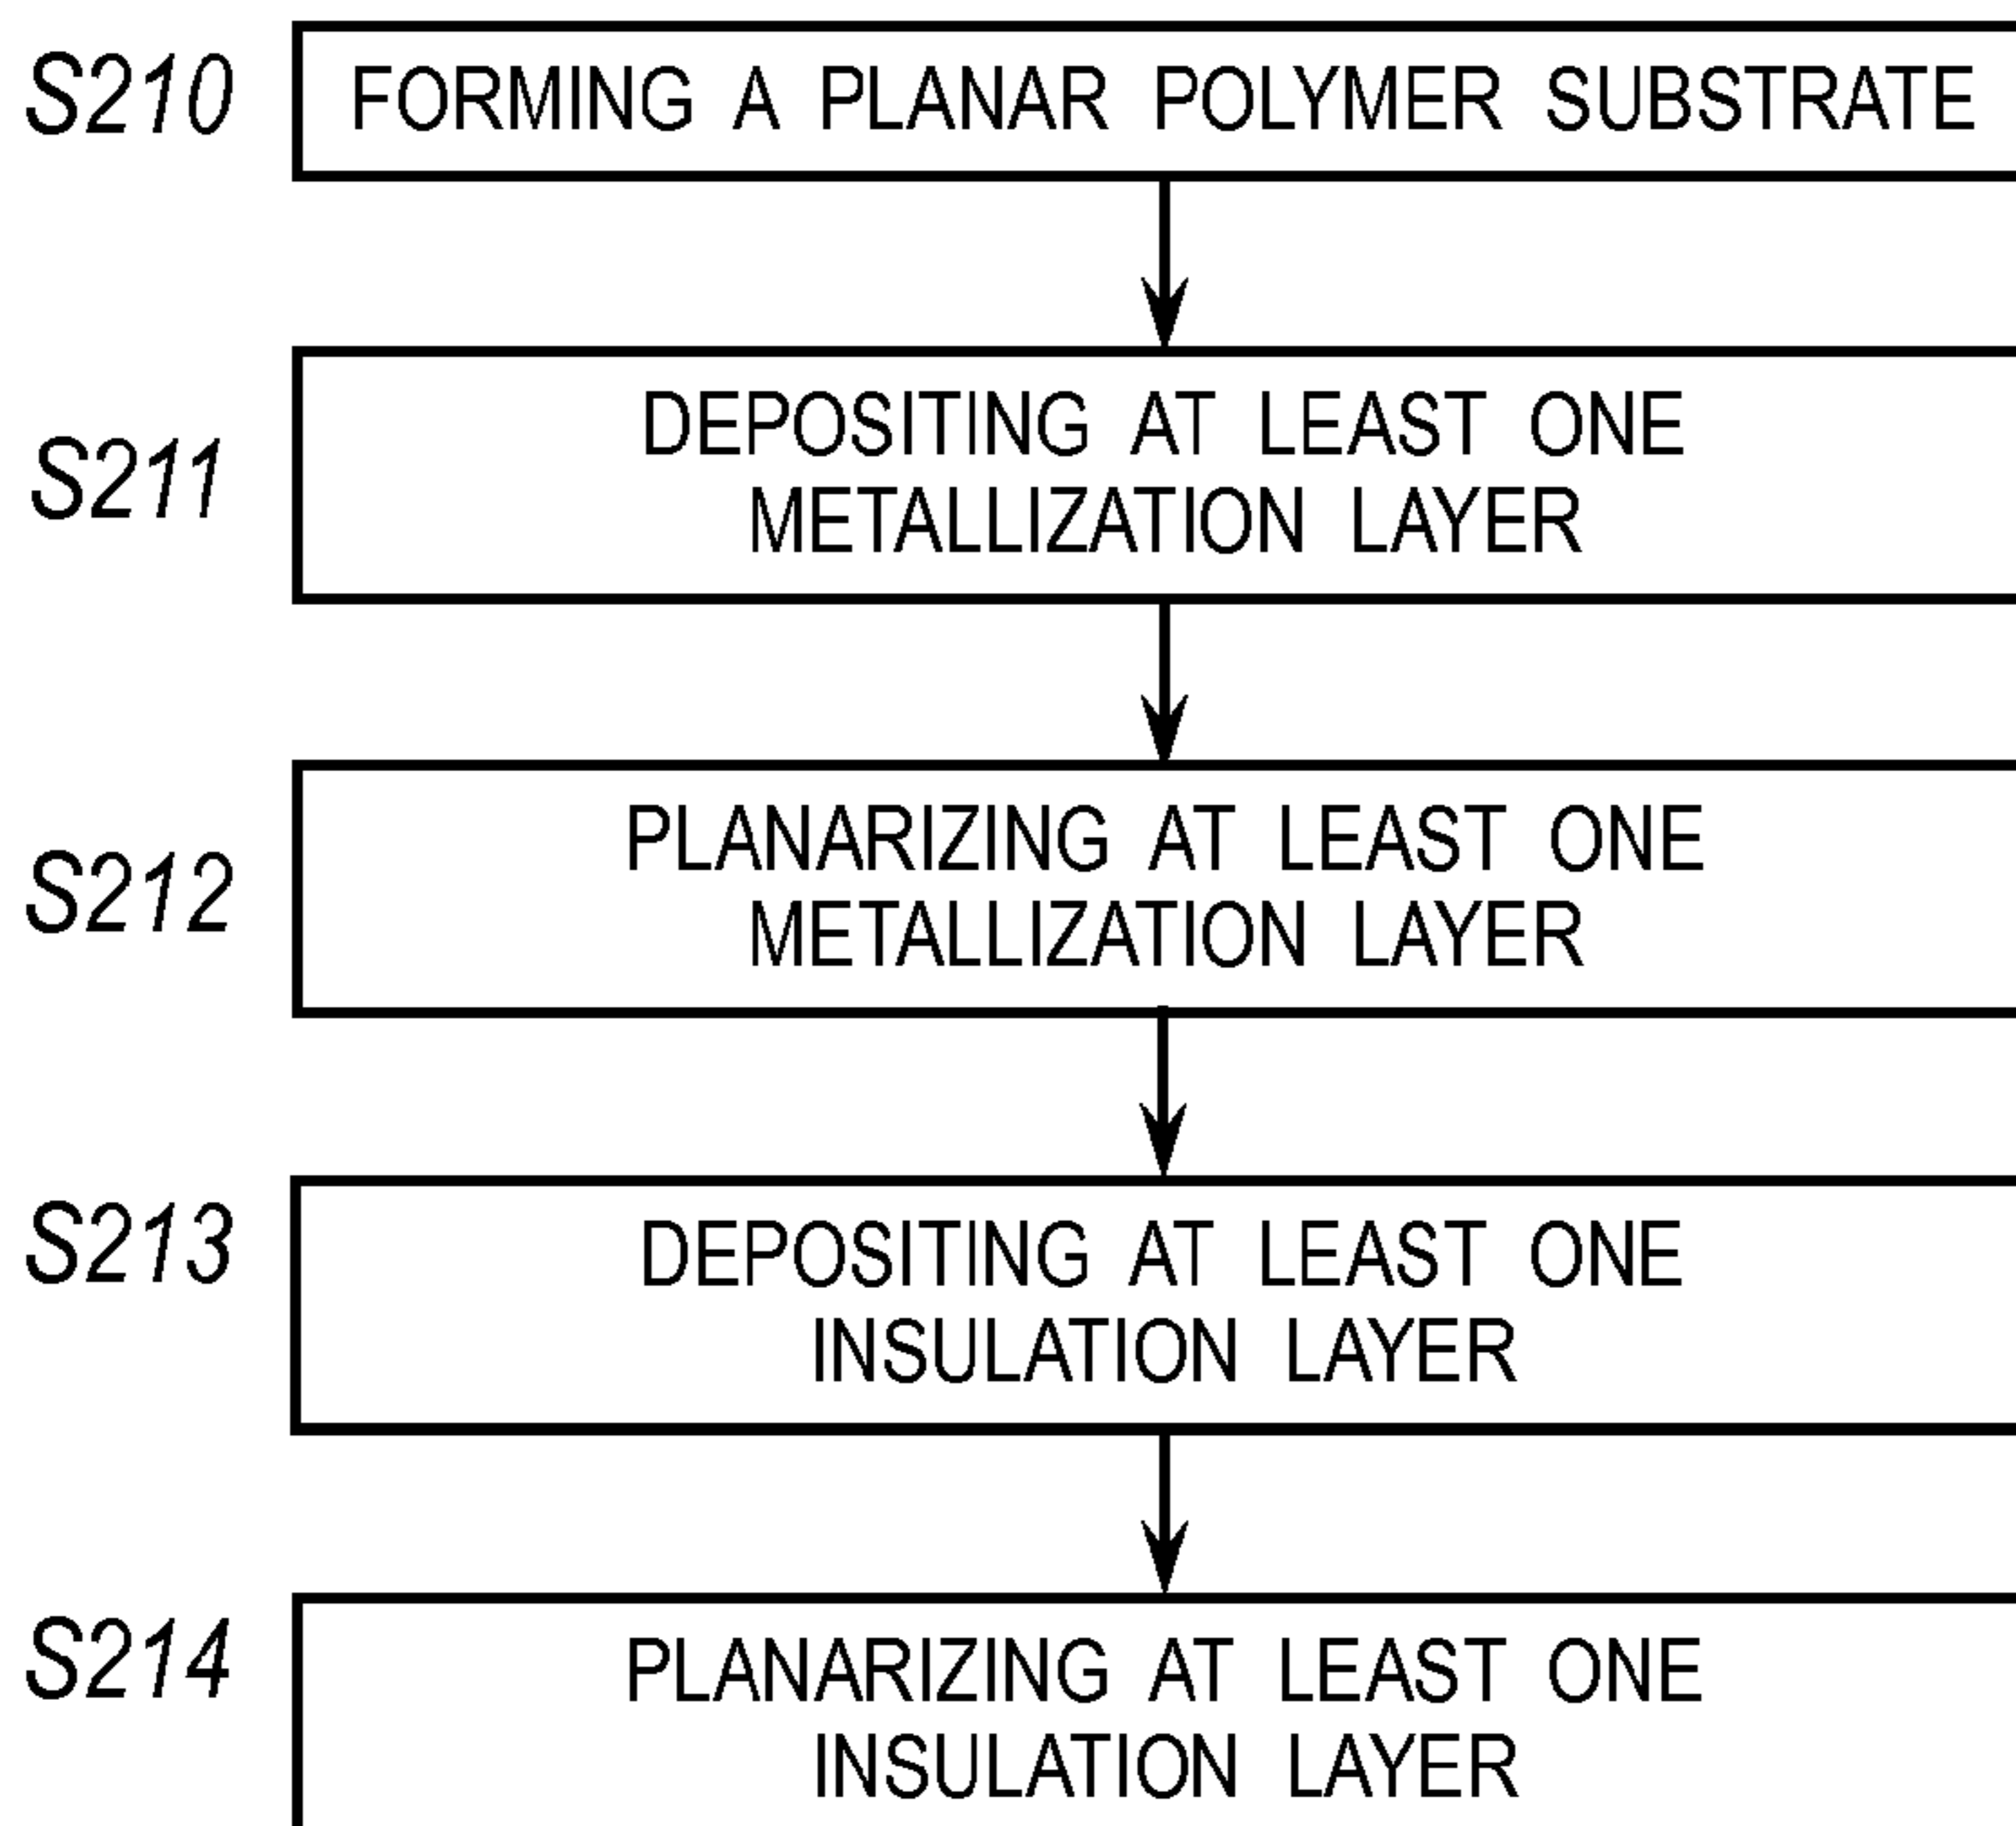 S210 FORMING A PLANAR POLYMER SUBSTRATE
S211 DEPOSITING AT LEAST ONE
METALLIZATION LAYER
S212 PLANARIZING AT LEAST ONE
METALLIZATION LAYER
S213 DEPOSITING AT LEAST ONE
INSULATION LAYER
S214 PLANARIZING AT LEAST ONE
INSULATION LAYER